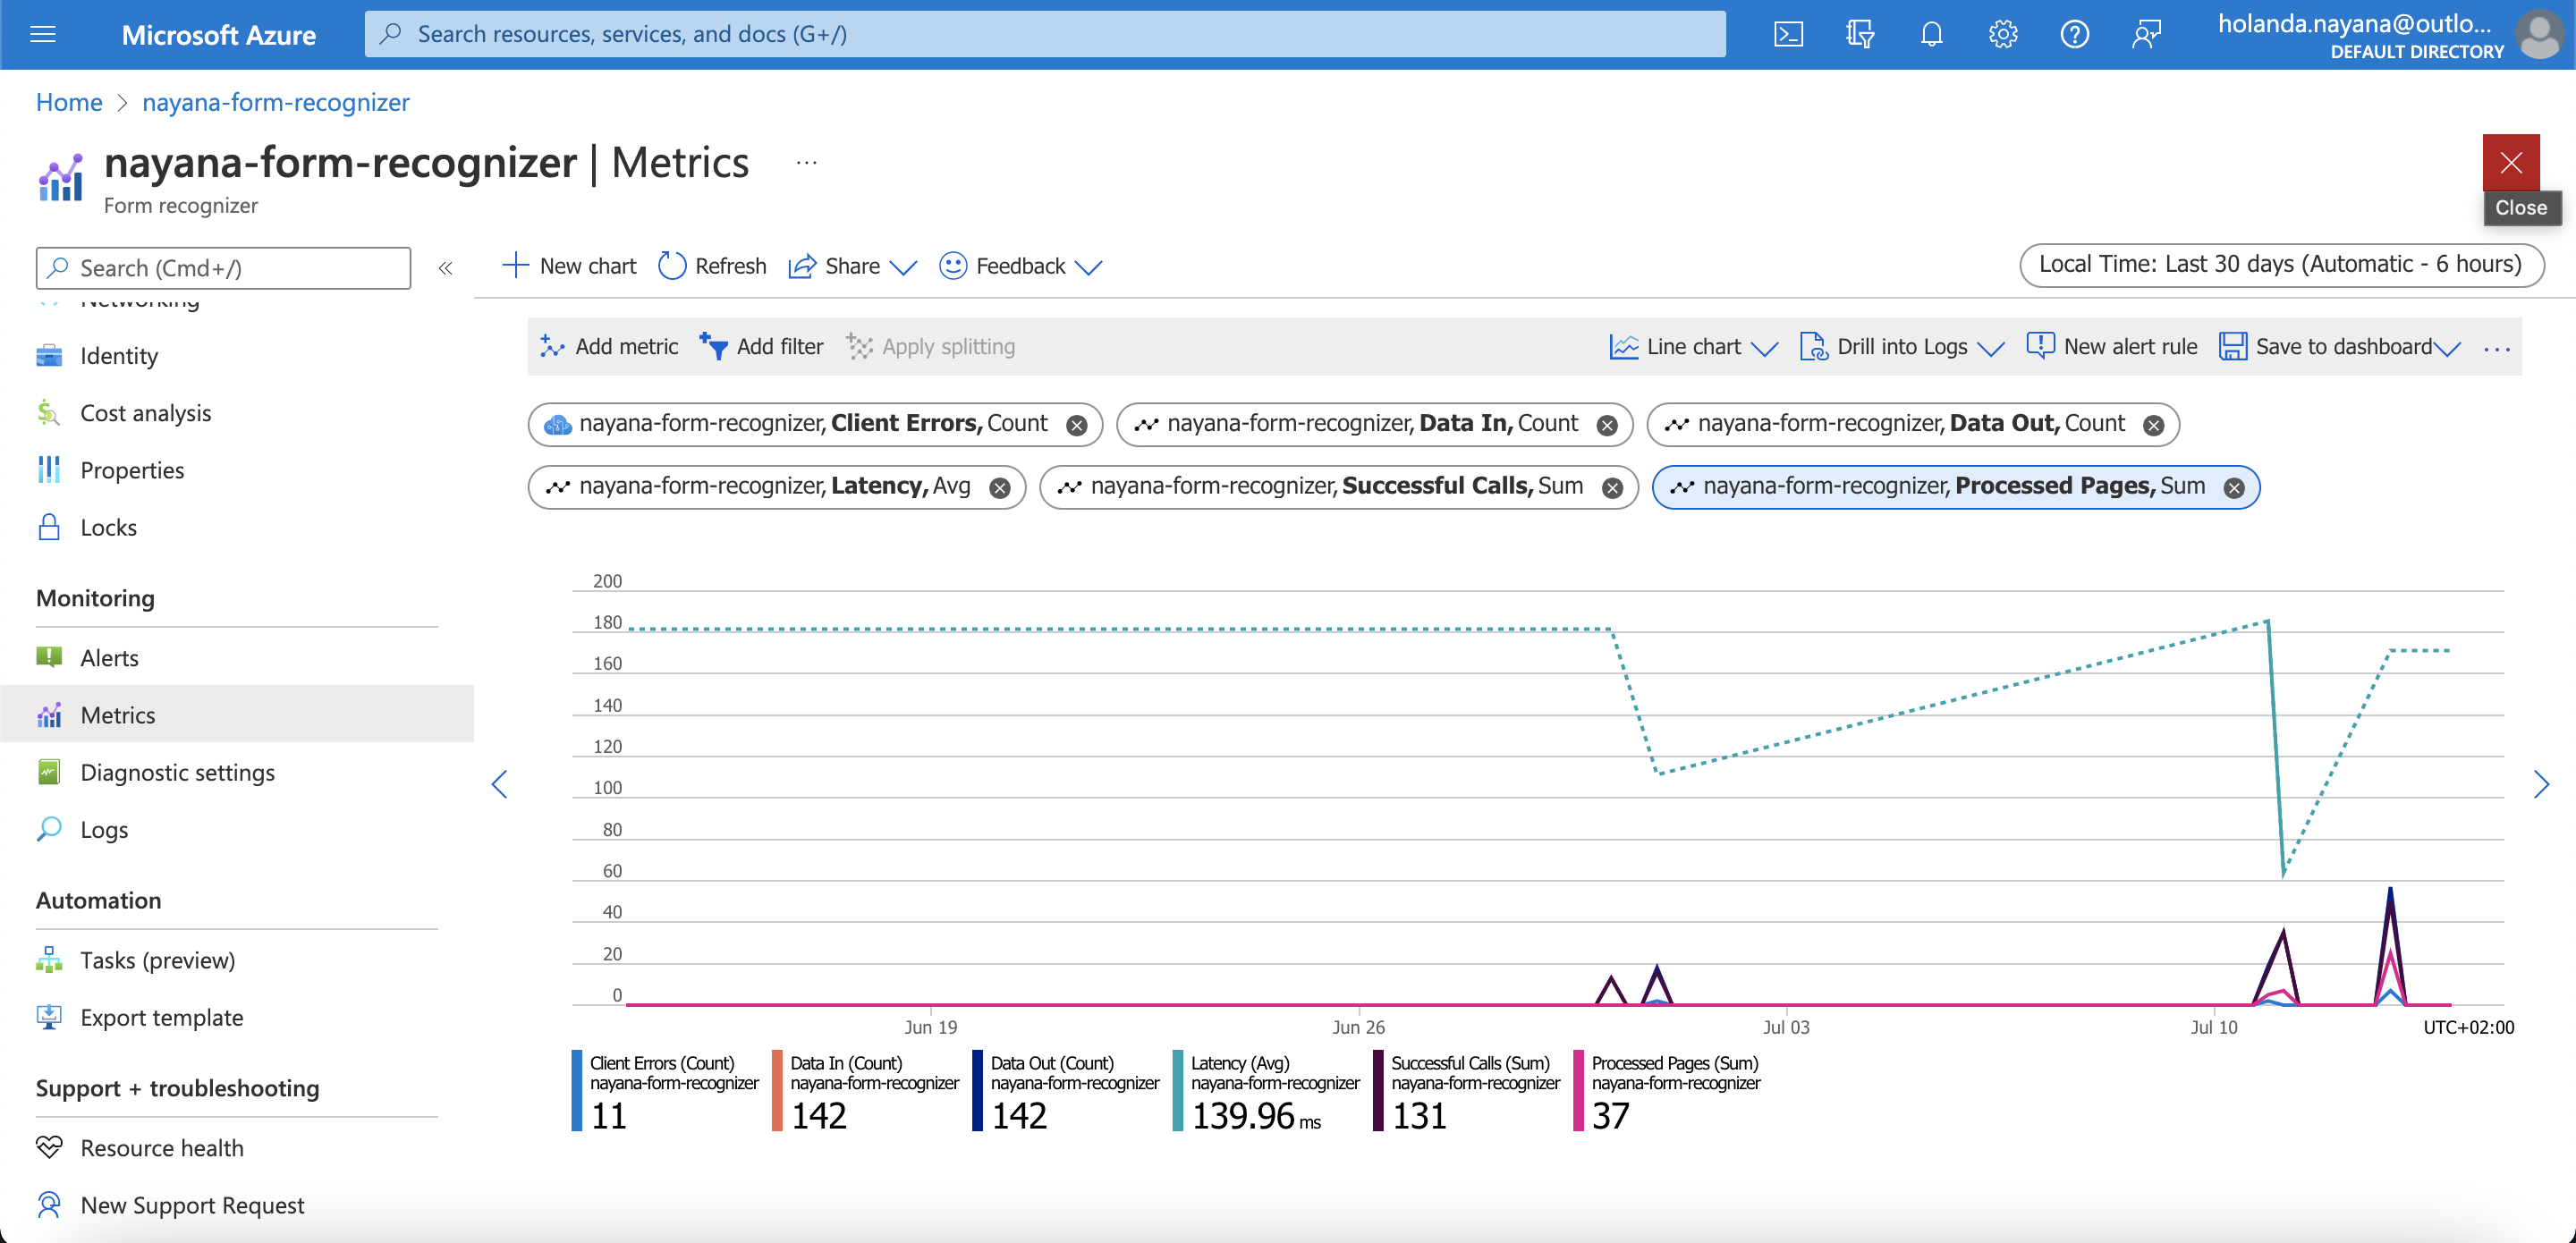 Microsoft Azure
Search resources, services, and docs (G+/)
holanda.nayana@outlo...
DEFAULT DIRECTORY
Home > nayana-form-recognizer
nayana-form-recognizer | Metrics ...
Form recognizer
Close
Search (Cmd+/)
«
New chart
Refresh
Share
Feedback
Local Time: Last 30 days (Automatic - 6 hours)
Networking
Identity
Cost analysis
Properties
Locks
Monitoring
Alerts
Metrics
Diagnostic settings
Logs
Automation
Tasks (preview)
Export template
Support + troubleshooting
Resource health
New Support Request
Add metric
Add filter
Apply splitting
Line chart
Drill into Logs
New alert rule
Save to dashboard
...
nayana-form-recognizer, Client Errors, Count
nayana-form-recognizer, Data In, Count
nayana-form-recognizer, Data Out, Count
nayana-form-recognizer, Latency, Avg
nayana-form-recognizer, Successful Calls, Sum
nayana-form-recognizer, Processed Pages, Sum
200
180
160
140
120
100
80
60
40
20
0
Jun 19
Jun 26
Jul 03
Jul 10
UTC+02:00
Client Errors (Count)
nayana-form-recognizer
11
Data In (Count)
nayana-form-recognizer
142
Data Out (Count)
nayana-form-recognizer
142
Latency (Avg)
nayana-form-recognizer
139.96 ms
Successful Calls (Sum)
nayana-form-recognizer
131
Processed Pages (Sum)
nayana-form-recognizer
37